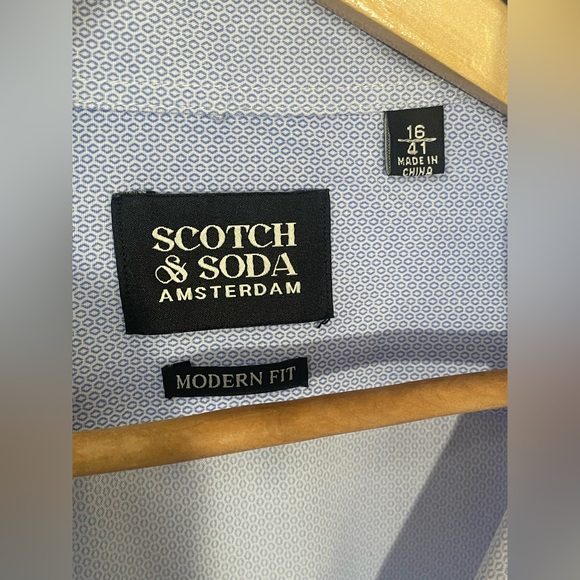 16
41
MADE IN
CHINA
SCOTCH
& SODA
AMSTERDAM
MODERN FIT